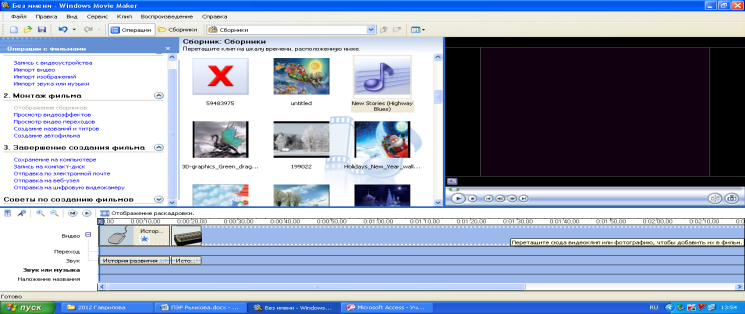 Без имени - Windows Movie Maker
Файл Правка Вид Сервис Клип Воспроизведение Справка
Операции Сборники Сборники
Операции с фильмами
Запись с видеоустройства
Импорт видео
Импорт изображений
Импорт звука или музыки
2. Монтаж фильма
Отображение сборников
Просмотр видеоэффектов
Просмотр видео переходов
Создание названий и титров
Создание автофильма
3. Завершение создания фильма
Сохранение на компьютере
Запись на компакт-диск
Отправка по электронной почте
Отправка на веб-узел
Отправка на цифровую видеокамеру
Советы по созданию фильмов
Сборник: Сборники
Перетащите клип на шкалу времени, расположенную ниже.
59483975
untitled
New Stories (Highway
Blues)
3D-graphics_Green_drag...
199022
Holidays_New_Year_wall...
Отображение раскадровки.
0:00:10,00 0:00:20,00 0:00:30,00 0:00:40,00 0:00:50,00 0:01:00,00 0:01:10,00 0:01:20,00 0:01:30,00 0:01:40,00 0:01:50,00 0:02:00,00 0:02:10,00
Видео
Истор...
Перетащите сюда видеоклип или фотографию, чтобы добавить их в фильм.
Переход
Звук
История развития
Исто...
Звук или музыка
Наложение названия
Готово
пуск
2012 Гаврилова
Без имени - Windows...
Microsoft Access - Уч...
RU
13:54